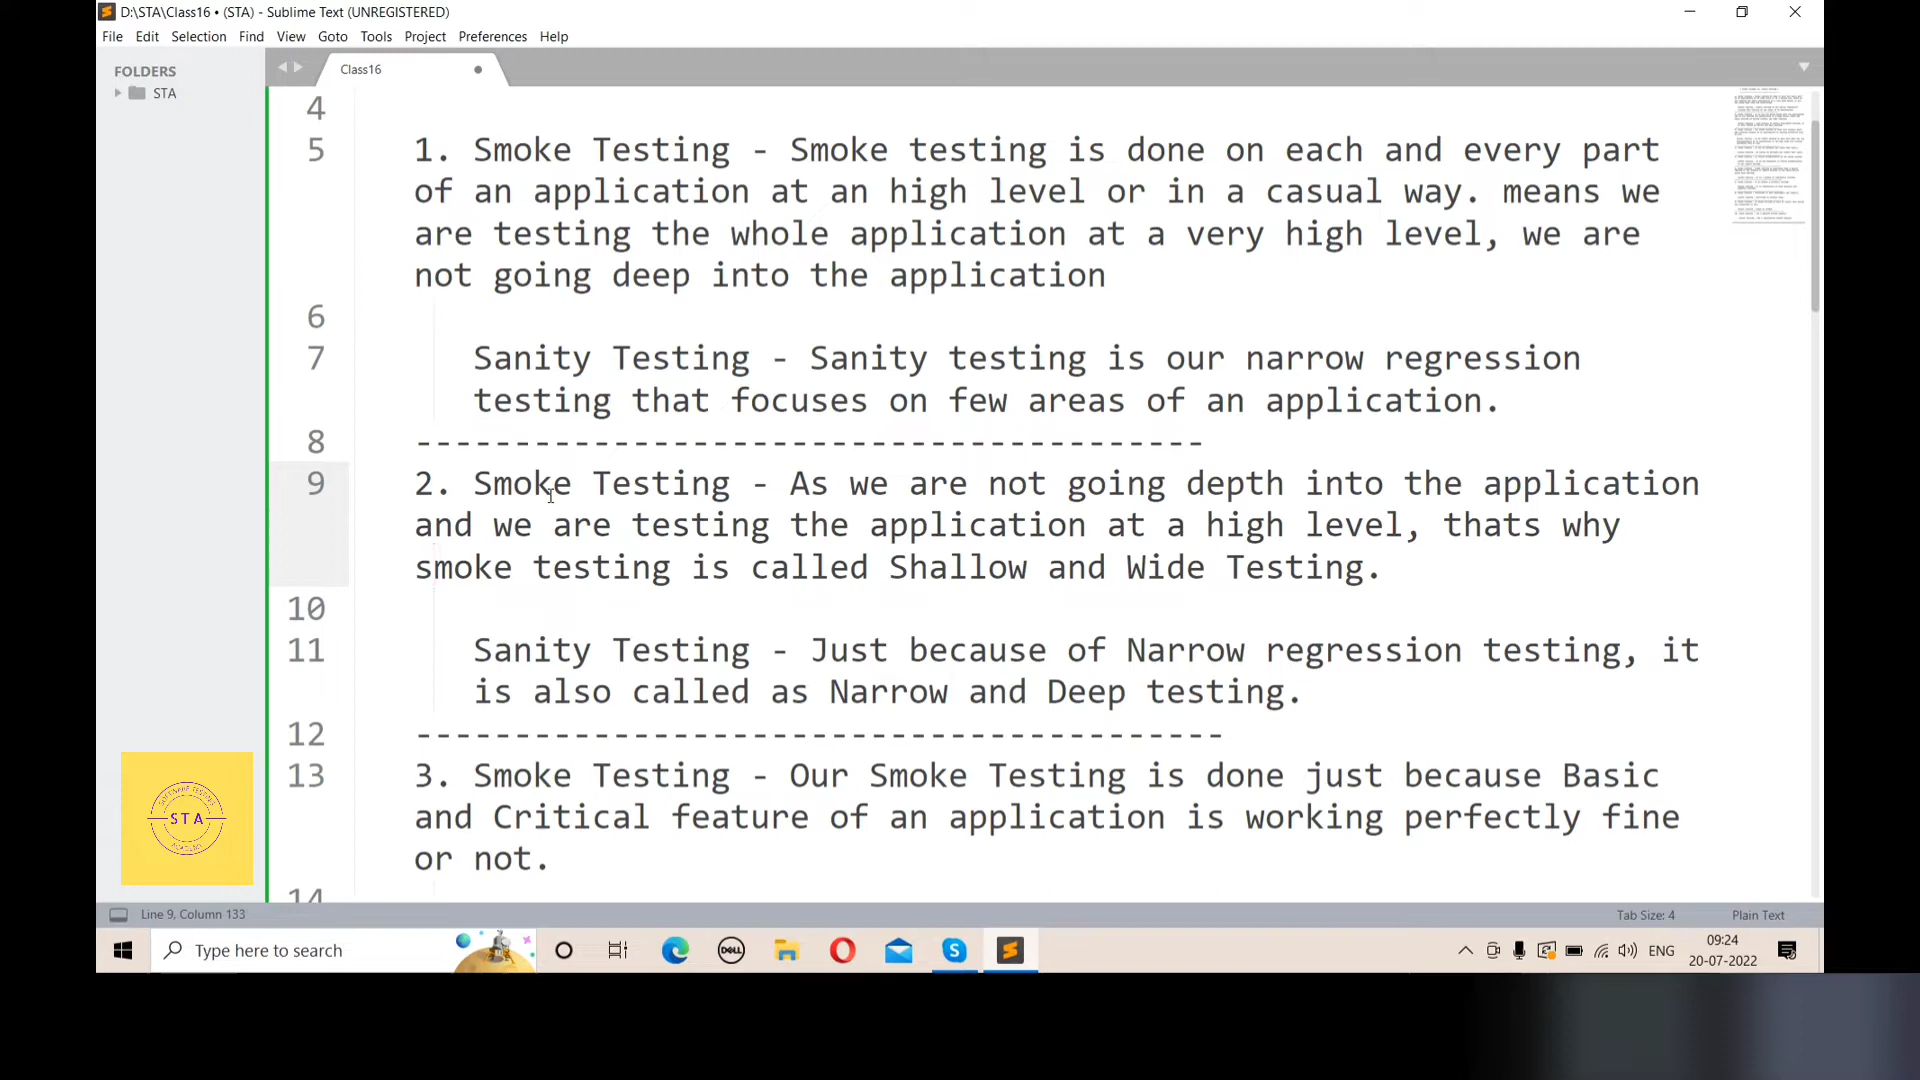 D:\STA\Class16 • (STA) - Sublime Text (UNREGISTERED)
File Edit Selection Find View Goto Tools Project Preferences Help
FOLDERS
STA
Class16
4
5 1. Smoke Testing - Smoke testing is done on each and every part
of an application at an high level or in a casual way. means we
are testing the whole application at a very high level, we are
not going deep into the application
6
7 Sanity Testing - Sanity testing is our narrow regression
testing that focuses on few areas of an application.
8 ----------------------------------------
9 2. Smoke Testing - As we are not going depth into the application
and we are testing the application at a high level, thats why
smoke testing is called Shallow and Wide Testing.
10
11 Sanity Testing - Just because of Narrow regression testing, it
is also called as Narrow and Deep testing.
12 -----------------------------------------
13 3. Smoke Testing - Our Smoke Testing is done just because Basic
and Critical feature of an application is working perfectly fine
or not.
14
SOFTWARE TESTING
STA
ACADEMY
Line 9, Column 133
Tab Size: 4
Plain Text
Type here to search
DELL
ENG
09:24
20-07-2022